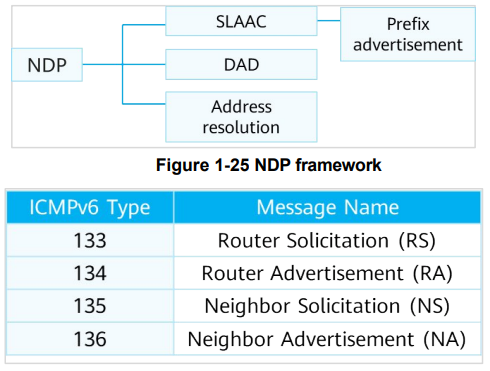 SLAAC
Prefix
advertisement
NDP
DAD
Address
resolution
Figure 1-25 NDP framework
ICMPv6 Type Message Name
133 Router Solicitation (RS)
134 Router Advertisement (RA)
135 Neighbor Solicitation (NS)
136 Neighbor Advertisement (NA)